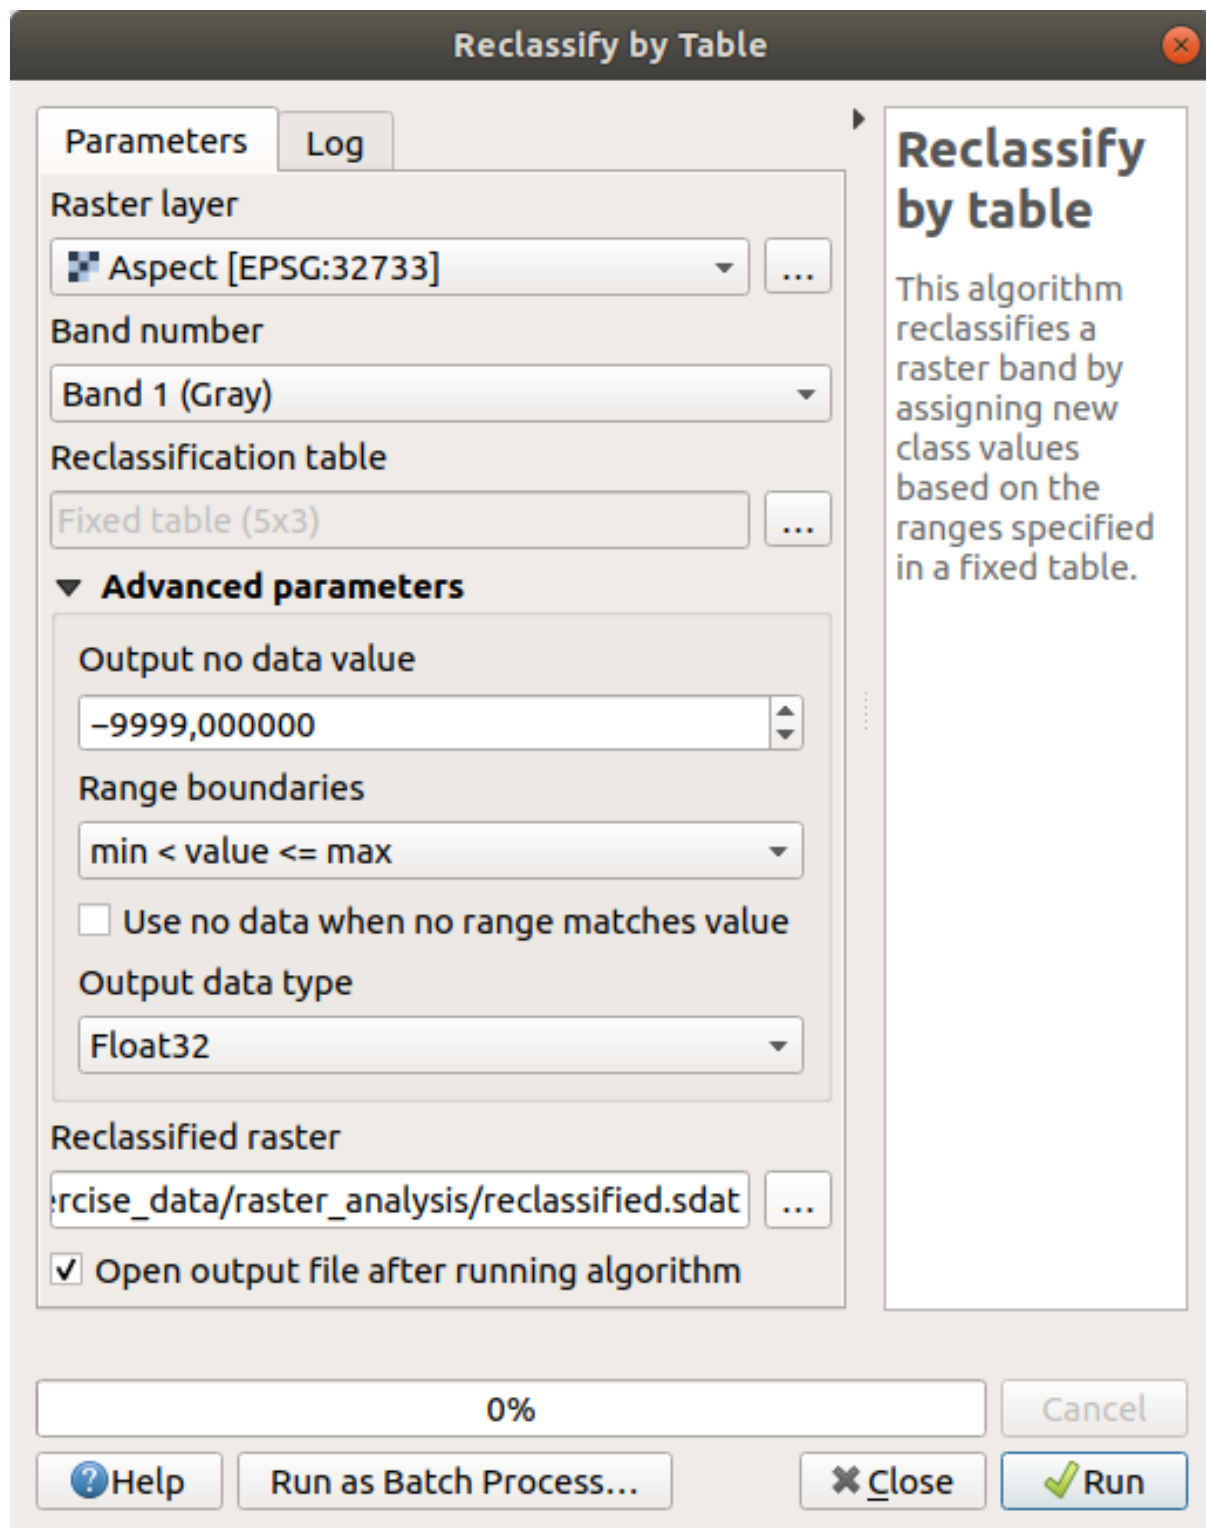 Reclassify by Table
Parameters
Log
Raster layer
Aspect [EPSG:32733]
...
Band number
Band 1 (Gray)
Reclassification table
Fixed table (5x3)
...
Advanced parameters
Output no data value
−9999,000000
Range boundaries
min < value <= max
Use no data when no range matches value
Output data type
Float32
Reclassified raster
rcise_data/raster_analysis/reclassified.sdat
...
Open output file after running algorithm
Reclassify
by table
This algorithm
reclassifies a
raster band by
assigning new
class values
based on the
ranges specified
in a fixed table.
0%
Cancel
Help
Run as Batch Process...
Close
Run